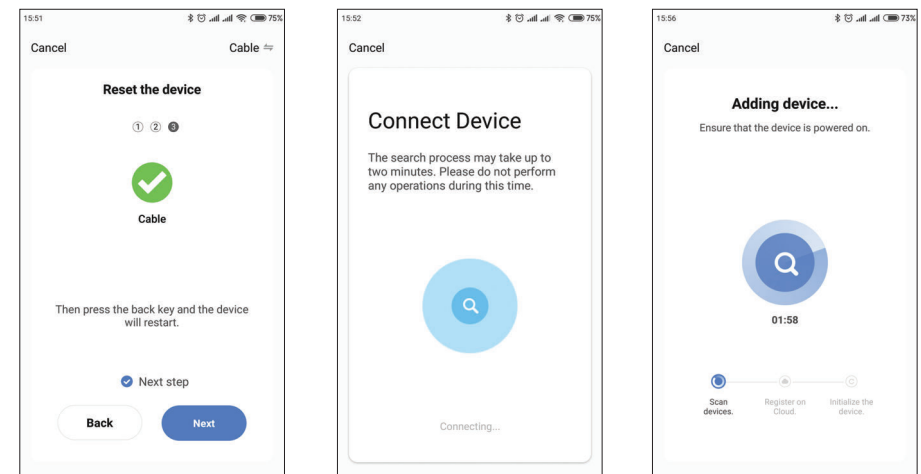 15:51
75%
Cancel
Cable
Reset the device
1 2 3
Cable
Then press the back key and the device
will restart.
Next step
Back
Next
15:52
75%
Cancel
Connect Device
The search process may take up to
two minutes. Please do not perform
any operations during this time.
Connecting...
15:56
73%
Cancel
Adding device...
Ensure that the device is powered on.
01:58
Scan
devices.
Register on
Cloud.
Initialize the
device.